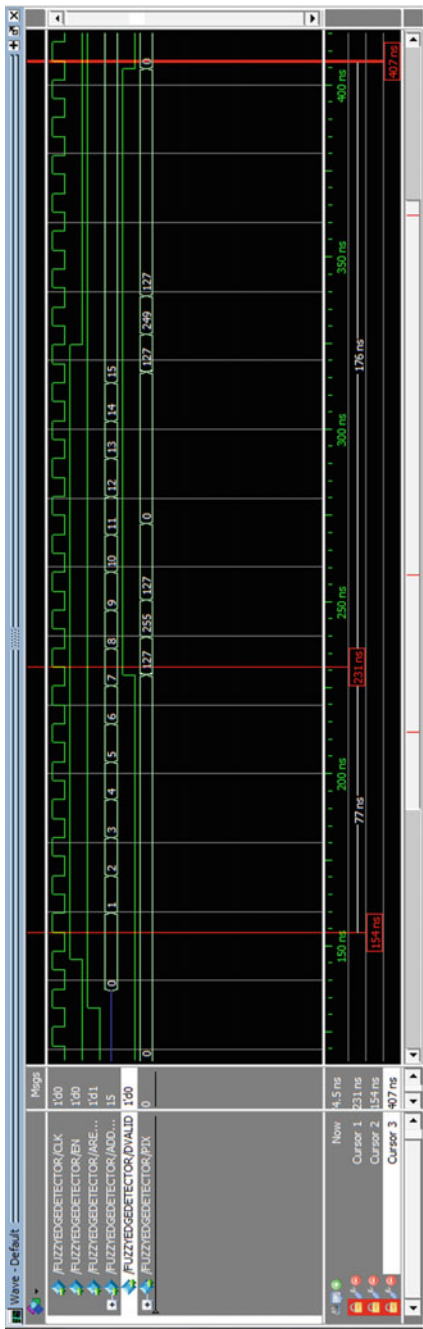 Wave - Default
Msgs
/FUZZYEDGEDETECTOR/CLK 1'd0
/FUZZYEDGEDETECTOR/EN 1'd0
/FUZZYEDGEDETECTOR/ARE... 1'd1
/FUZZYEDGEDETECTOR/ADD... 15 0 1 2 3 4 5 6 7 8 9 10 11 12 13 14 15
/FUZZYEDGEDETECTOR/DVALID 1'd0
/FUZZYEDGEDETECTOR/PIX 0 0 127 255 127 0 127 249 127 0
Now 4.5 ns 150 ns 200 ns 250 ns 300 ns 350 ns 400 ns
Cursor 1 231 ns 231 ns 176 ns
Cursor 2 154 ns 154 ns 77 ns
Cursor 3 407 ns 407 ns